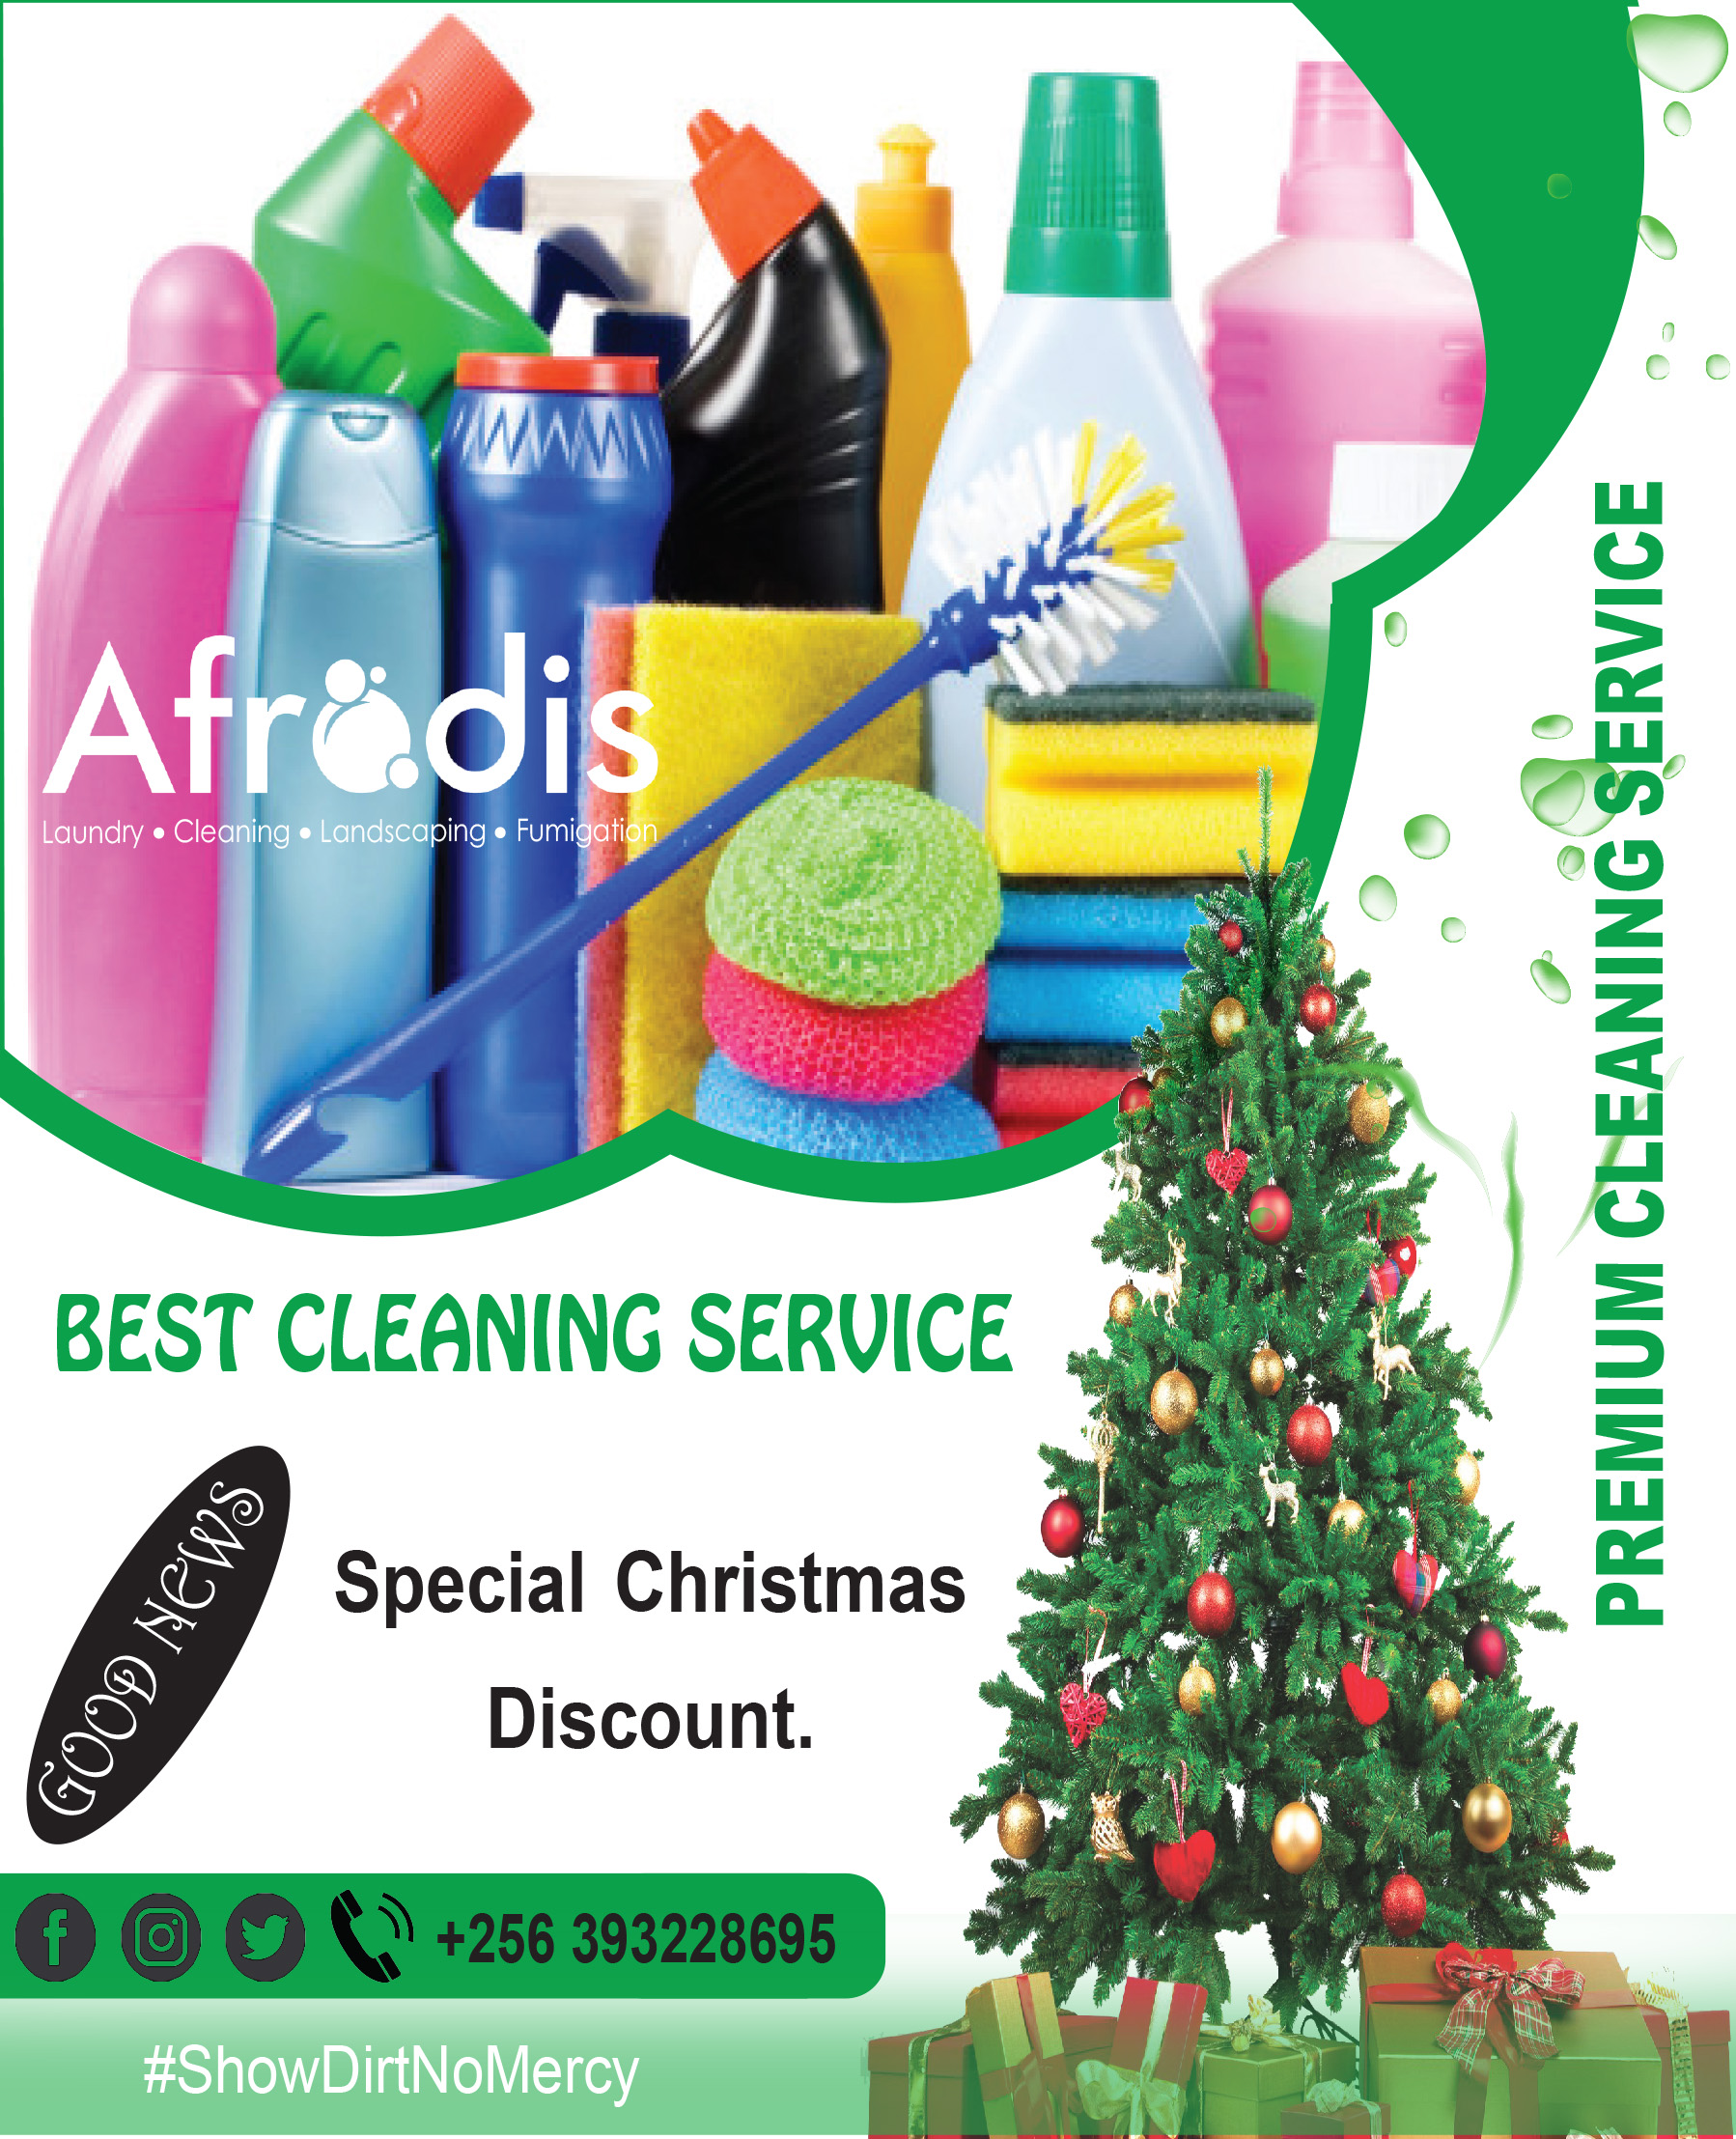 Afrodis
Laundry • Cleaning • Landscaping • Fumigation
PREMIUM CLEANING SERVICE
BEST CLEANING SERVICE
GOOD NEWS
Special Christmas
Discount.
+256 393228695
#ShowDirtNoMercy